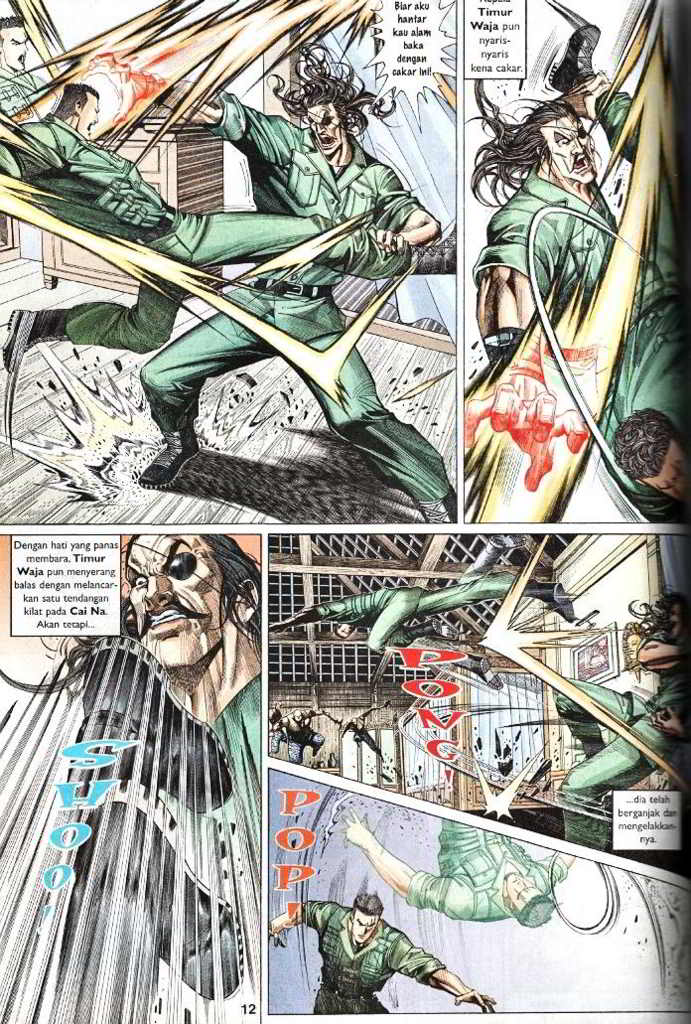 Biar aku
hantar
kau alam
baka
dengan
cakar ini!
Kepala
Timur
Waja pun
nyaris-
nyaris
kena cakar.
Dengan hati yang panas
membara, Timur
Waja pun menyerang
balas dengan melancar-
kan satu tendangan
kilat pada Cai Na.
Akan tetapi...
SHOO!
PONG!
...dia telah
berganjak dan
mengelakkan-
nya.
POP!
12